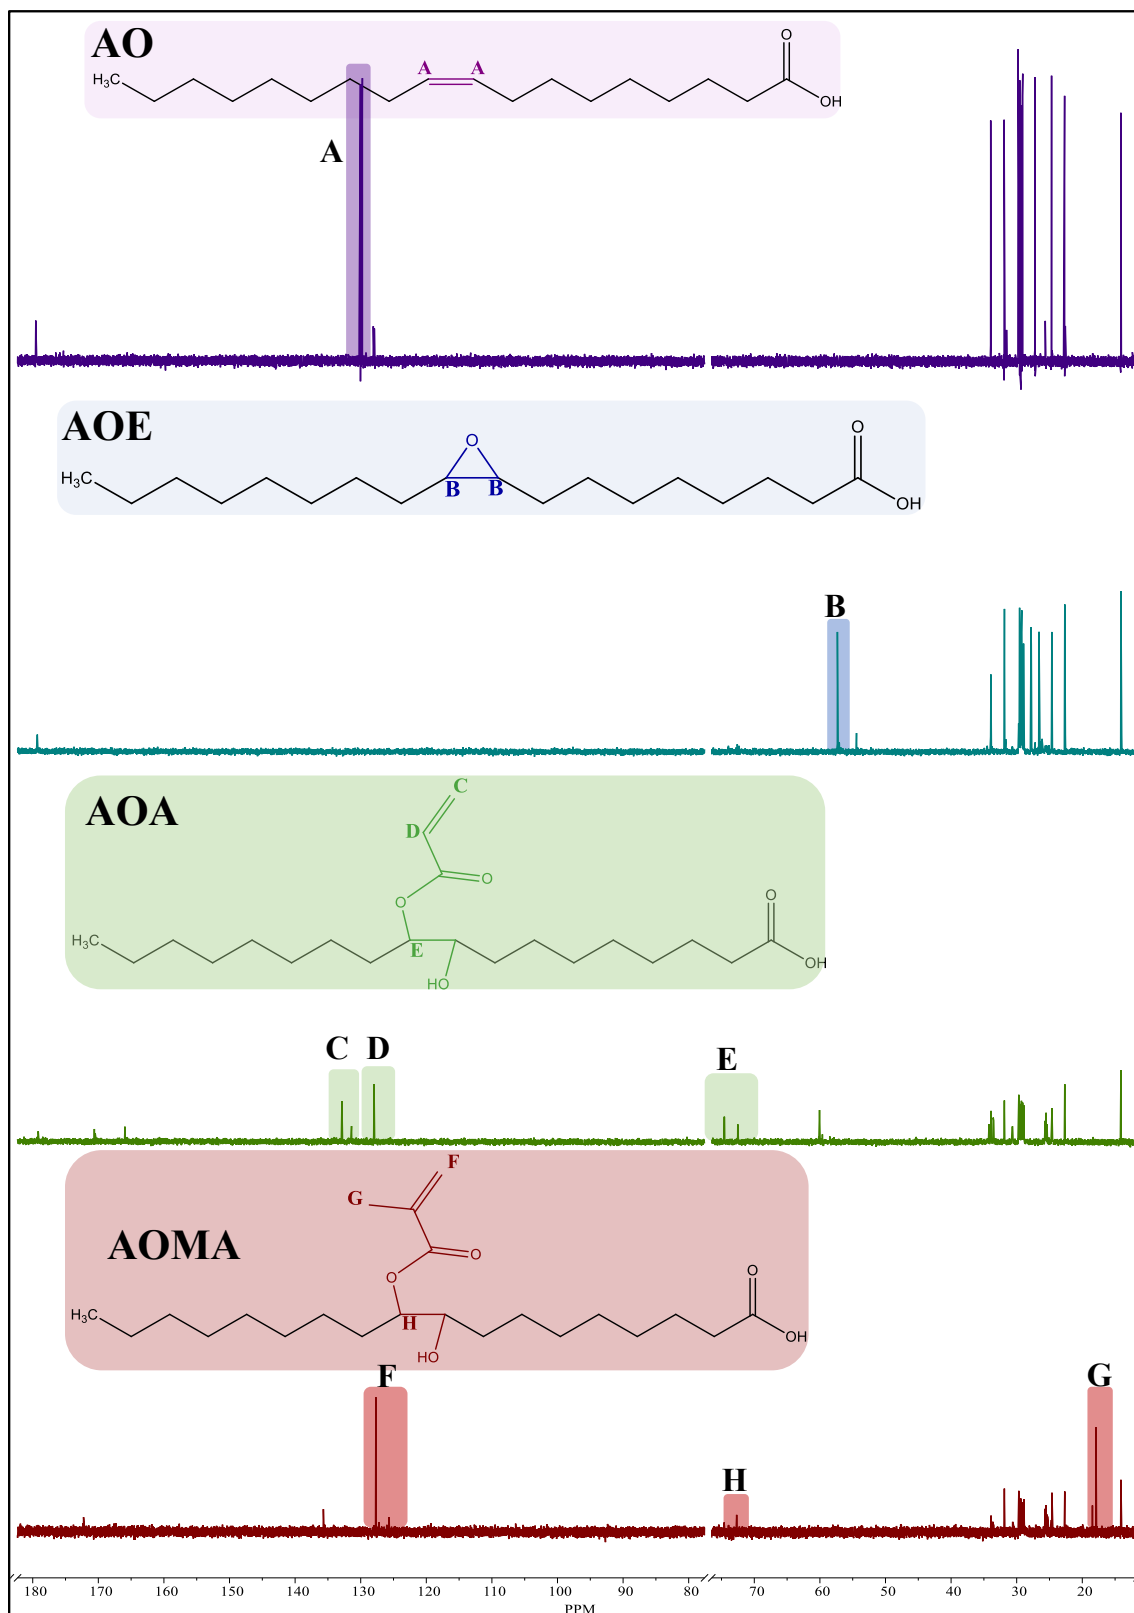 AO
H₃C
A A
O
OH
A
AOE
H₃C
O
B B
O
OH
B
AOA
C
D
O
O
H₃C
E
HO
O
OH
C D E
AOMA
F
G
O
O
H₃C
H
HO
O
OH
F
H
G
180 170 160 150 140 130 120 110 100 90 80 70 60 50 40 30 20
PPM